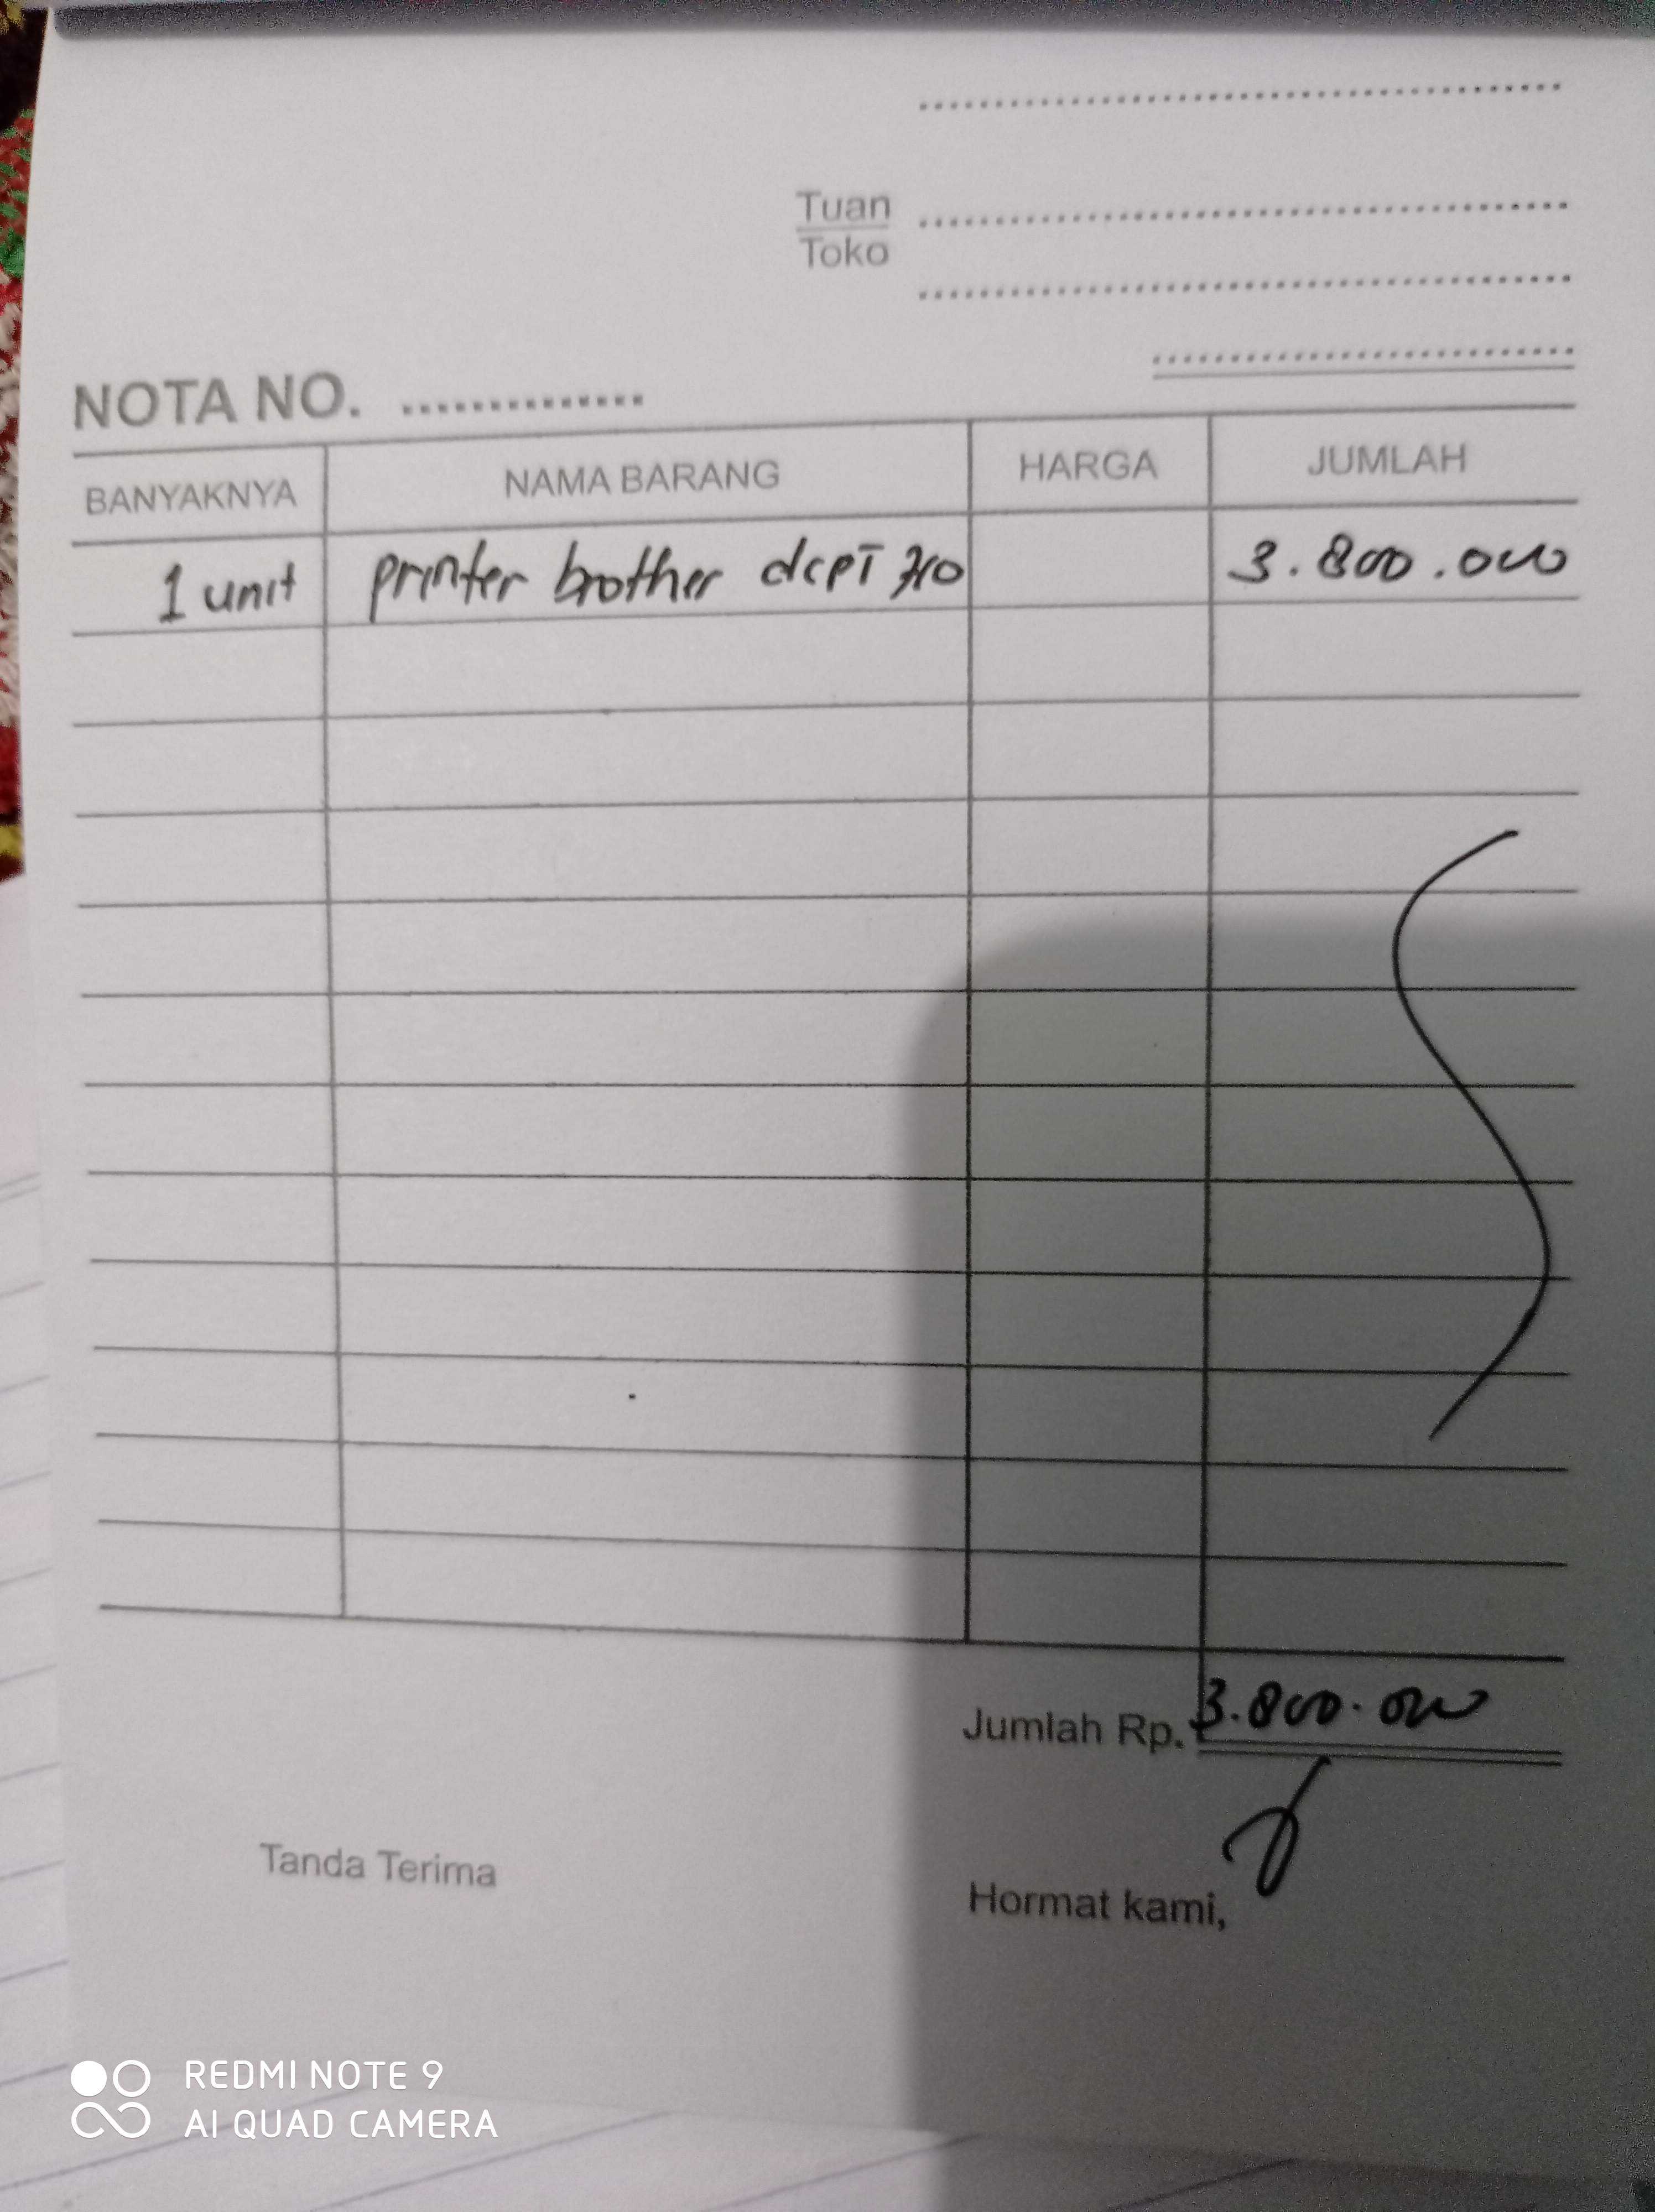 Tuan
Toko
NOTA NO.
BANYAKNYA NAMA BARANG HARGA JUMLAH
1 unit printer brother dcpT 710 3.800.000
Jumlah Rp. 3.800.000
Tanda Terima
Hormat kami,
REDMI NOTE 9
AI QUAD CAMERA